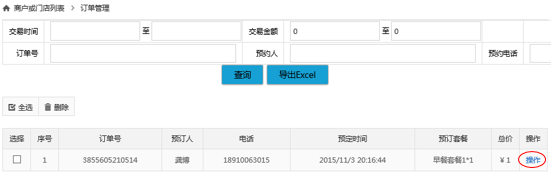 商户或门店列表 > 订单管理
交易时间 至 交易金额 0 至 0
订单号 预约人 预约电话
查询 导出Excel
全选 删除
选择 序号 订单号 预订人 电话 预定时间 预订套餐 总价 操作
1 3855605210514 龚博 18910063015 2015/11/3 20:16:44 早餐套餐1*1 ¥ 1 操作